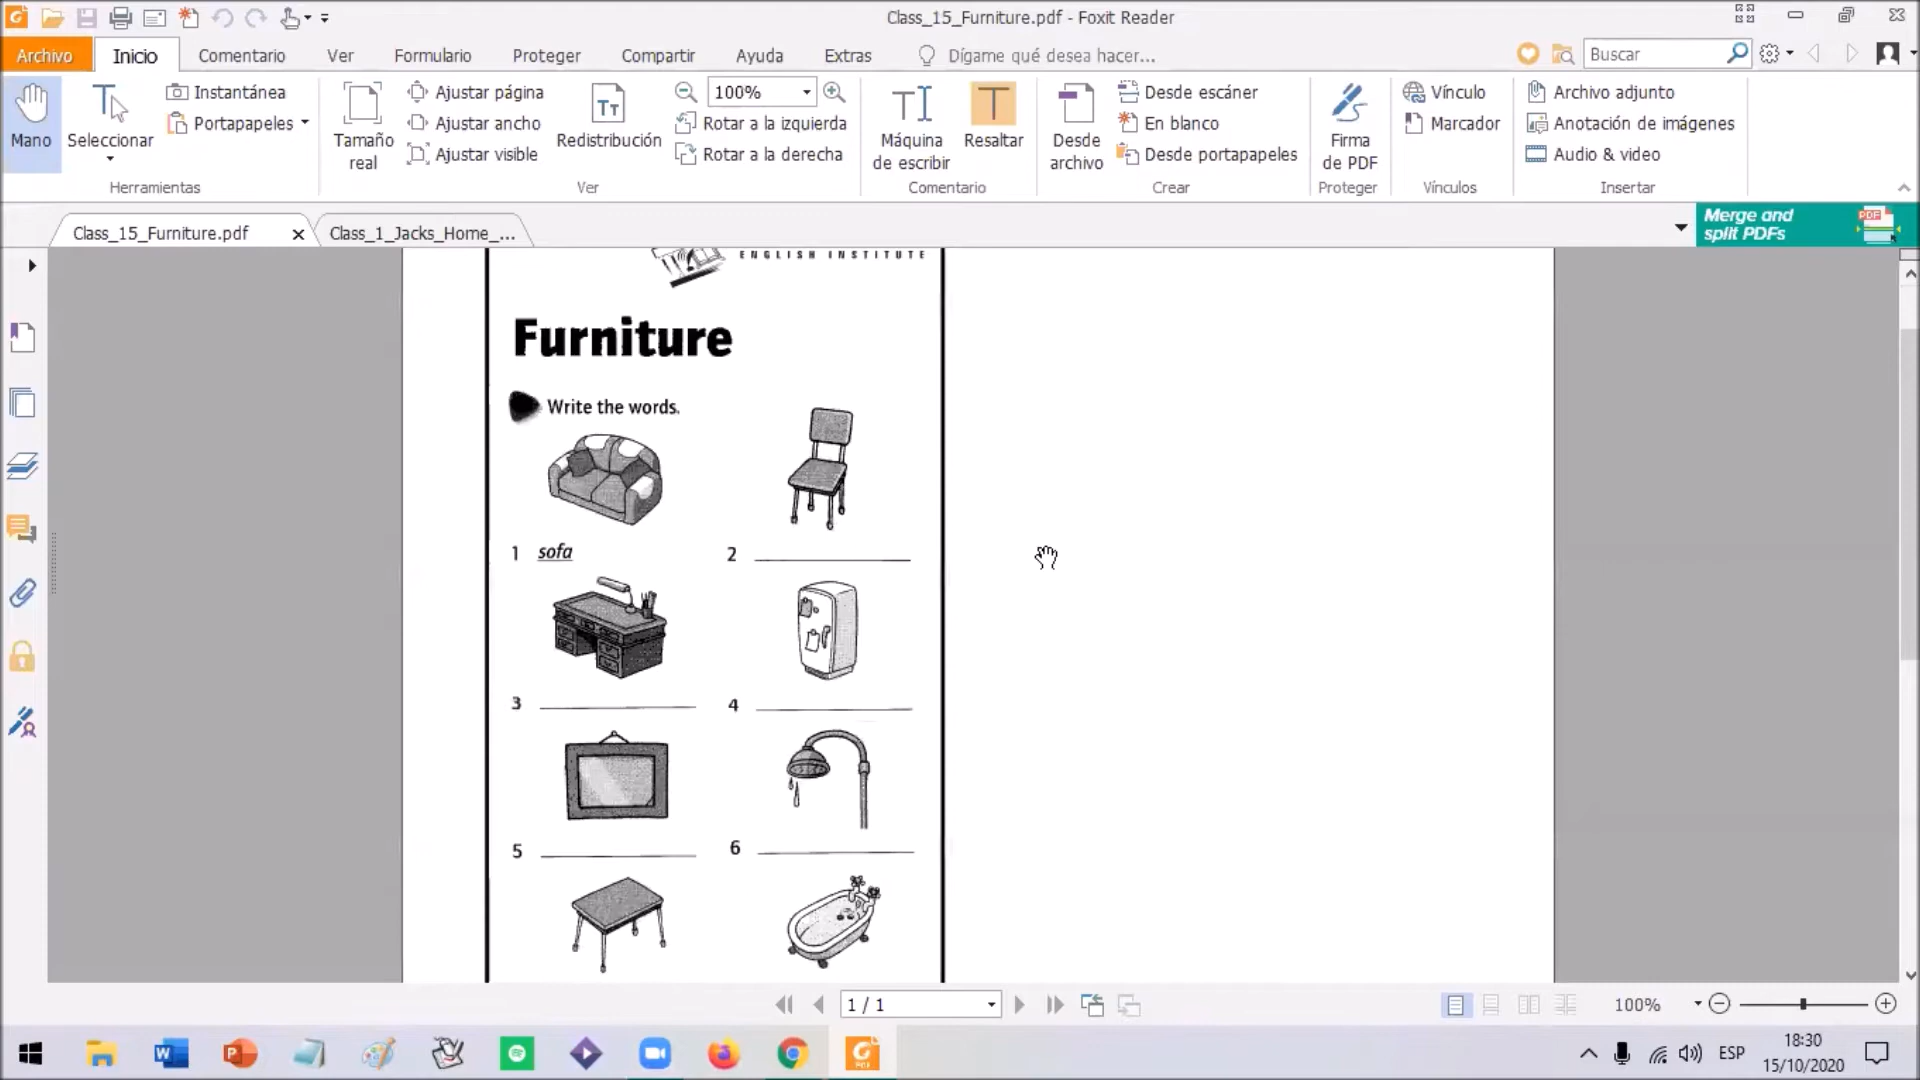 Class_15_Furniture.pdf - Foxit Reader
Archivo Inicio Comentario Ver Formulario Proteger Compartir Ayuda Extras Dígame qué desea hacer... Buscar
Mano
Seleccionar
Instantánea
Portapapeles
Herramientas
Tamaño
real
Ajustar página
Ajustar ancho
Ajustar visible
Redistribución
100%
Rotar a la izquierda
Rotar a la derecha
Ver
Máquina
de escribir
Resaltar
Comentario
Desde
archivo
Desde escáner
En blanco
Desde portapapeles
Crear
Firma
de PDF
Proteger
Vínculo
Marcador
Vínculos
Archivo adjunto
Anotación de imágenes
Audio & video
Insertar
Class_15_Furniture.pdf Class_1_Jacks_Home_...
Merge and
split PDFs
PDF
ENGLISH INSTITUTE
Furniture
Write the words.
1 sofa 2
3 4
5 6
1 / 1
100%
ESP
18:30
15/10/2020